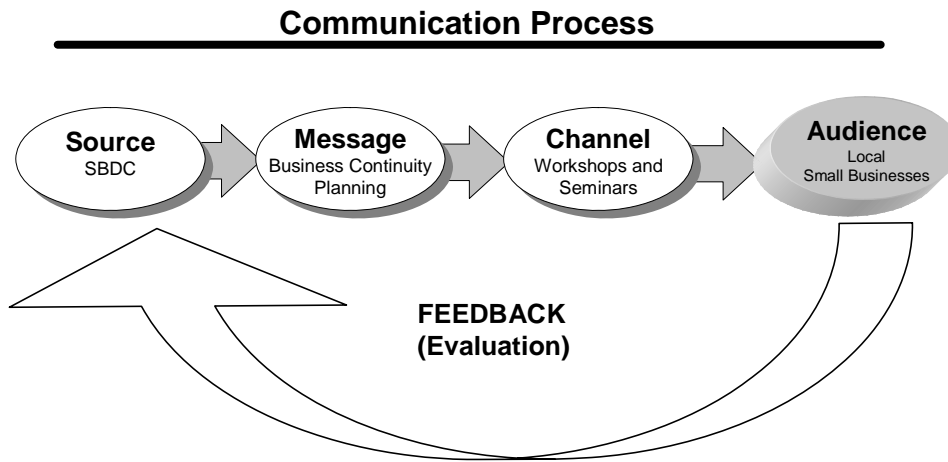 Communication Process
Source
SBDC
Message
Business Continuity
Planning
Channel
Workshops and
Seminars
Audience
Local
Small Businesses
FEEDBACK
(Evaluation)